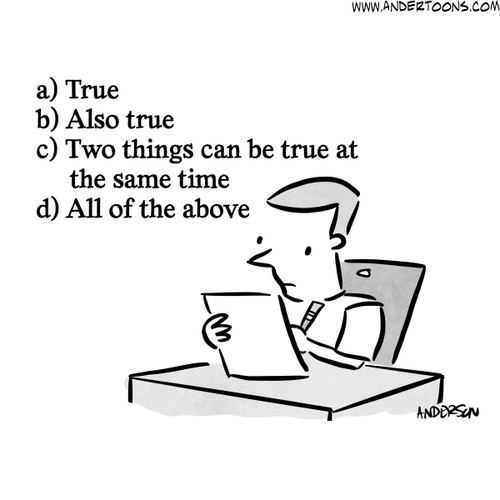 WWW.ANDERTOONS.COM
a) True
b) Also true
c) Two things can be true at
the same time
d) All of the above
ANDERSON